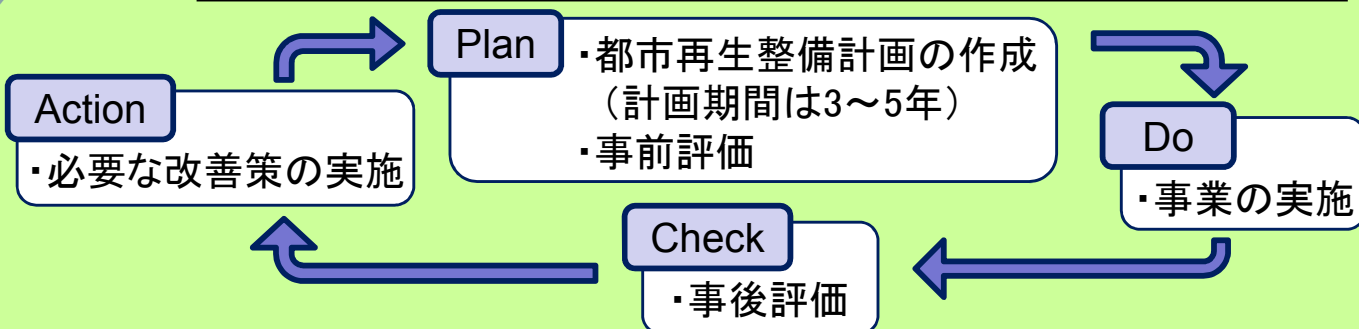 Plan
・都市再生整備計画の作成
（計画期間は3～5年）
・事前評価
Do
・事業の実施
Check
・事後評価
Action
・必要な改善策の実施